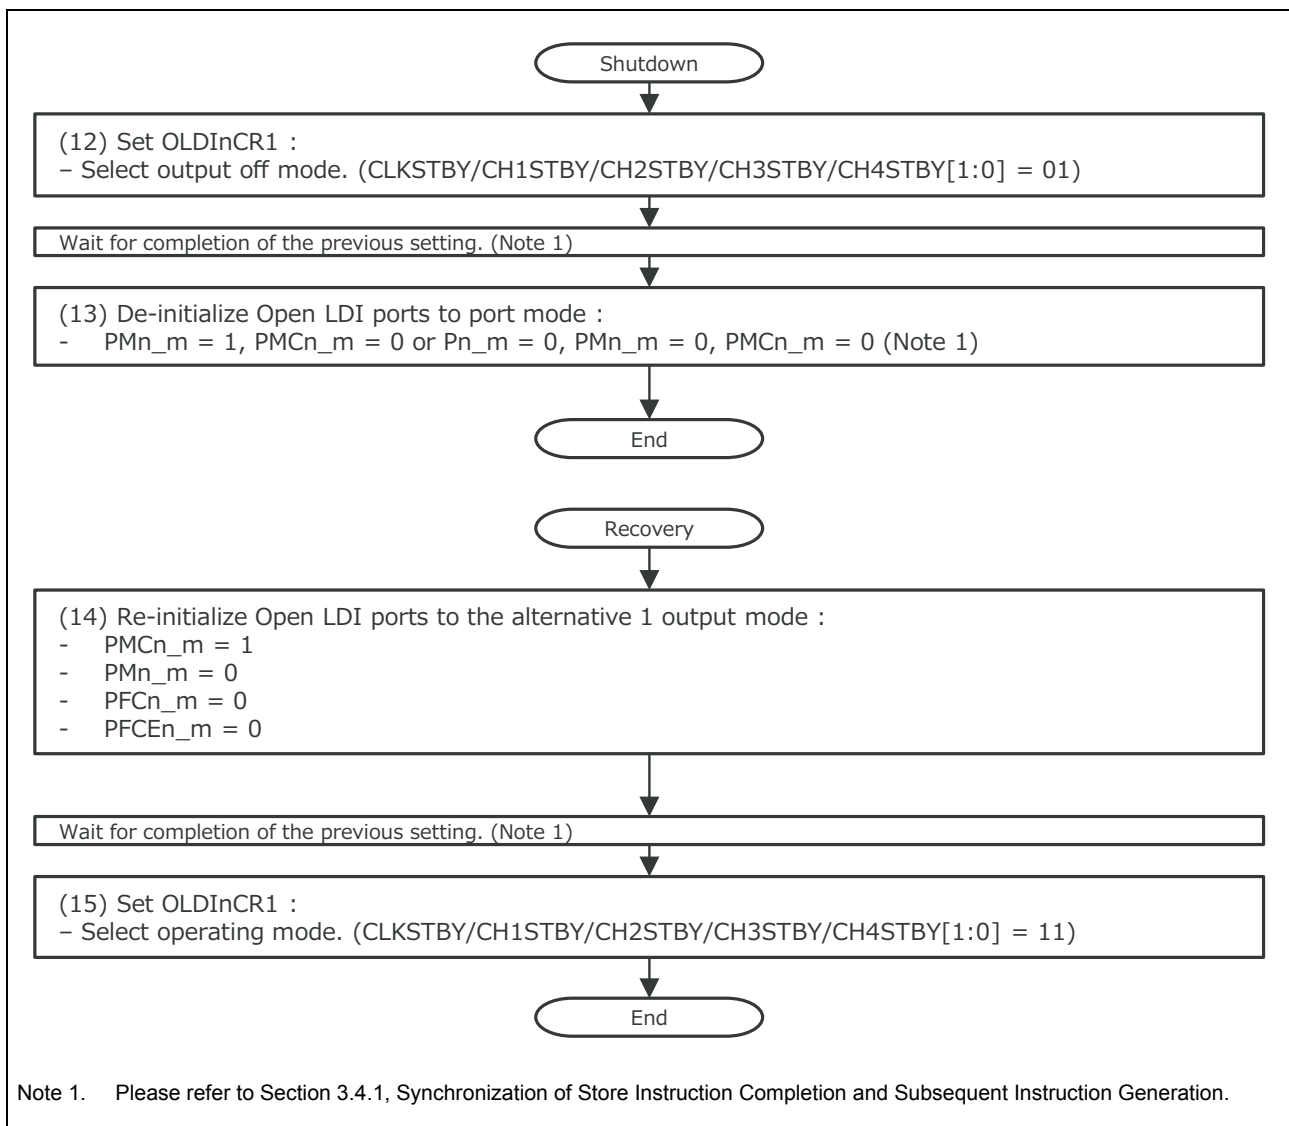 Shutdown
(12) Set OLDInCR1 :
– Select output off mode. (CLKSTBY/CH1STBY/CH2STBY/CH3STBY/CH4STBY[1:0] = 01)
Wait for completion of the previous setting. (Note 1)
(13) De-initialize Open LDI ports to port mode :
- PMn_m = 1, PMCn_m = 0 or Pn_m = 0, PMn_m = 0, PMCn_m = 0 (Note 1)
End
Recovery
(14) Re-initialize Open LDI ports to the alternative 1 output mode :
- PMCn_m = 1
- PMn_m = 0
- PFCn_m = 0
- PFCEn_m = 0
Wait for completion of the previous setting. (Note 1)
(15) Set OLDInCR1 :
– Select operating mode. (CLKSTBY/CH1STBY/CH2STBY/CH3STBY/CH4STBY[1:0] = 11)
End
Note 1. Please refer to Section 3.4.1, Synchronization of Store Instruction Completion and Subsequent Instruction Generation.